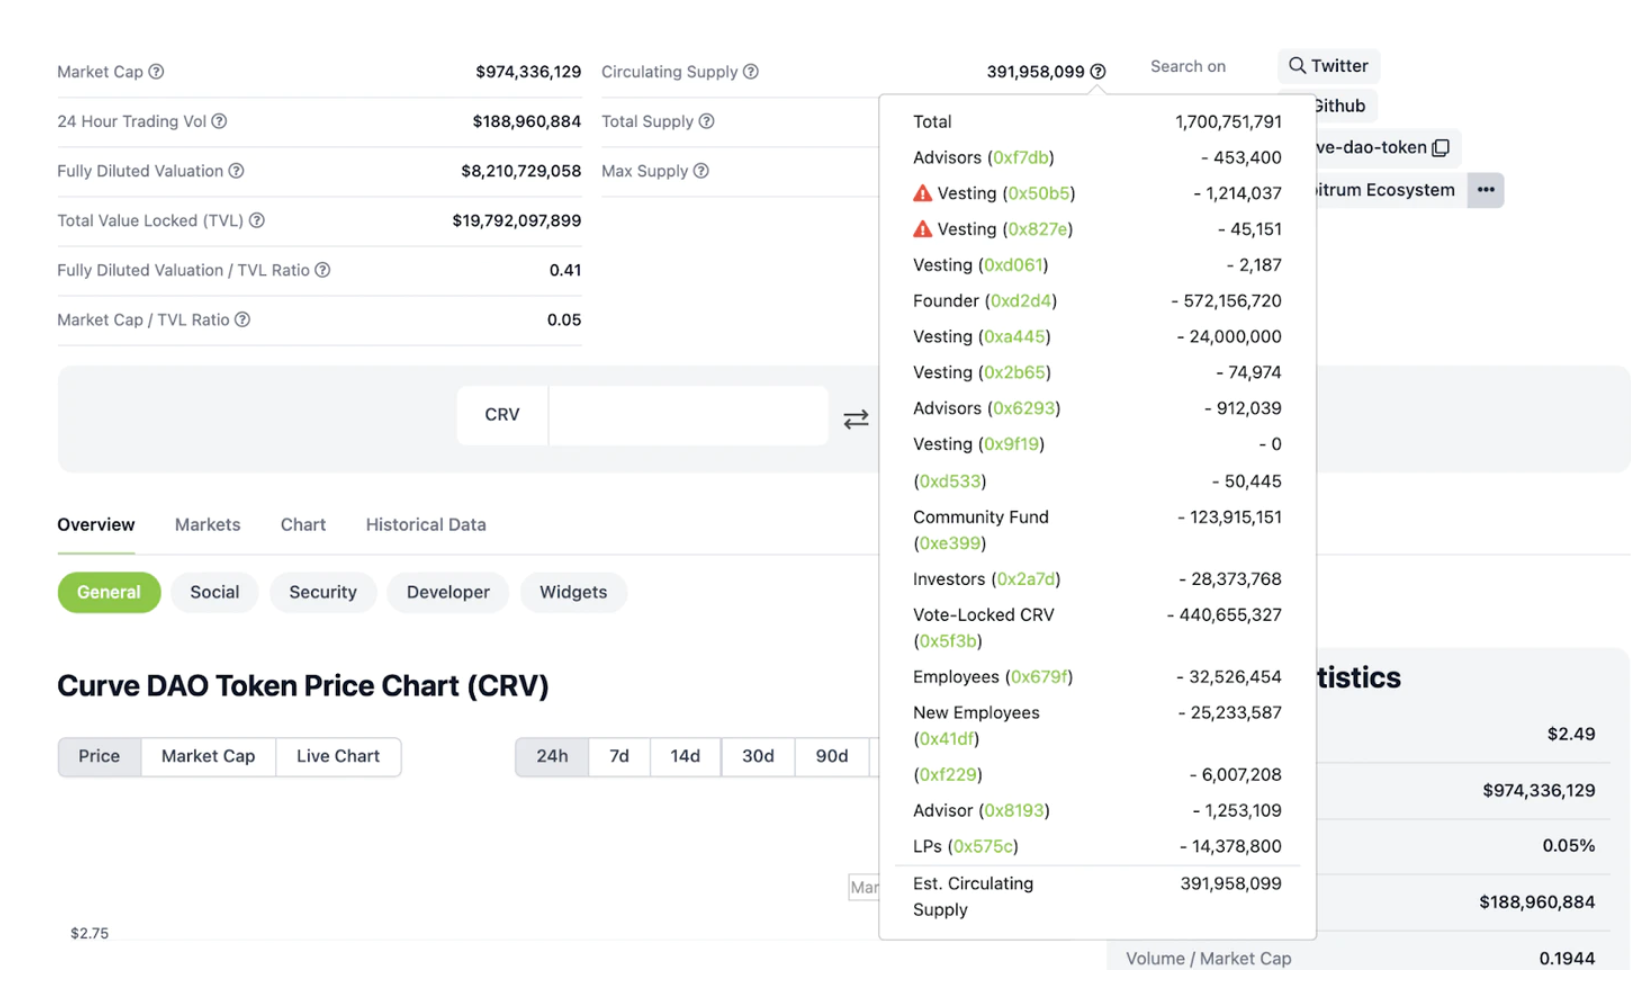 Market Cap $974,336,129
24 Hour Trading Vol $188,960,884
Fully Diluted Valuation $8,210,729,058
Total Value Locked (TVL) $19,792,097,899
Fully Diluted Valuation / TVL Ratio 0.41
Market Cap / TVL Ratio 0.05
Circulating Supply 391,958,099
Total Supply
Max Supply
Search on Twitter
Github
ve-dao-token
itrum Ecosystem
Total 1,700,751,791
Advisors (0xf7db) - 453,400
Vesting (0x50b5) - 1,214,037
Vesting (0x827e) - 45,151
Vesting (0xd061) - 2,187
Founder (0xd2d4) - 572,156,720
Vesting (0xa445) - 24,000,000
Vesting (0x2b65) - 74,974
Advisors (0x6293) - 912,039
Vesting (0x9f19) - 0
(0xd533) - 50,445
Community Fund - 123,915,151
(0xe399)
Investors (0x2a7d) - 28,373,768
Vote-Locked CRV - 440,655,327
(0x5f3b)
Employees (0x679f) - 32,526,454
New Employees - 25,233,587
(0x41df)
(0xf229) - 6,007,208
Advisor (0x8193) - 1,253,109
LPs (0x575c) - 14,378,800
Est. Circulating 391,958,099
Supply
CRV
Overview Markets Chart Historical Data
General Social Security Developer Widgets
Curve DAO Token Price Chart (CRV)
Price Market Cap Live Chart 24h 7d 14d 30d 90d
Mar
$2.75
tistics
$2.49
$974,336,129
0.05%
$188,960,884
Volume / Market Cap 0.1944